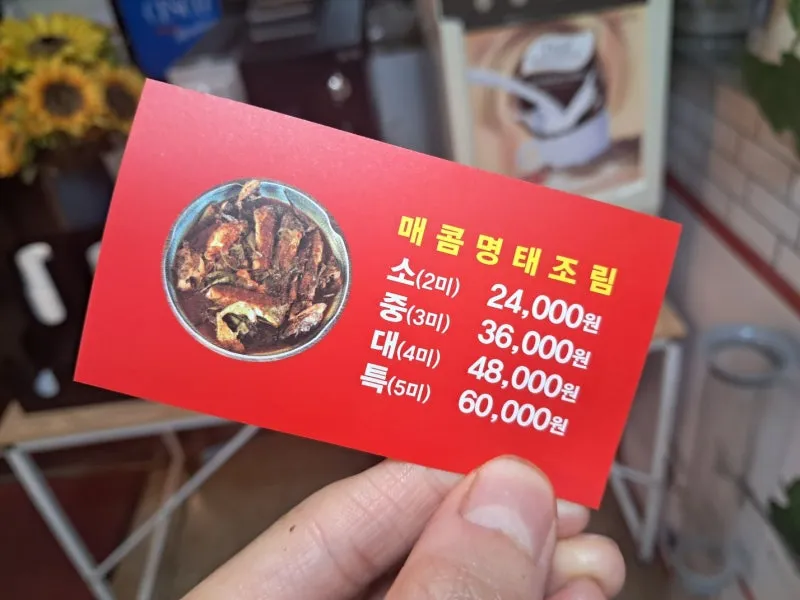 매콤명태조림
소(2미) 24,000원
중(3미) 36,000원
대(4미) 48,000원
특(5미) 60,000원